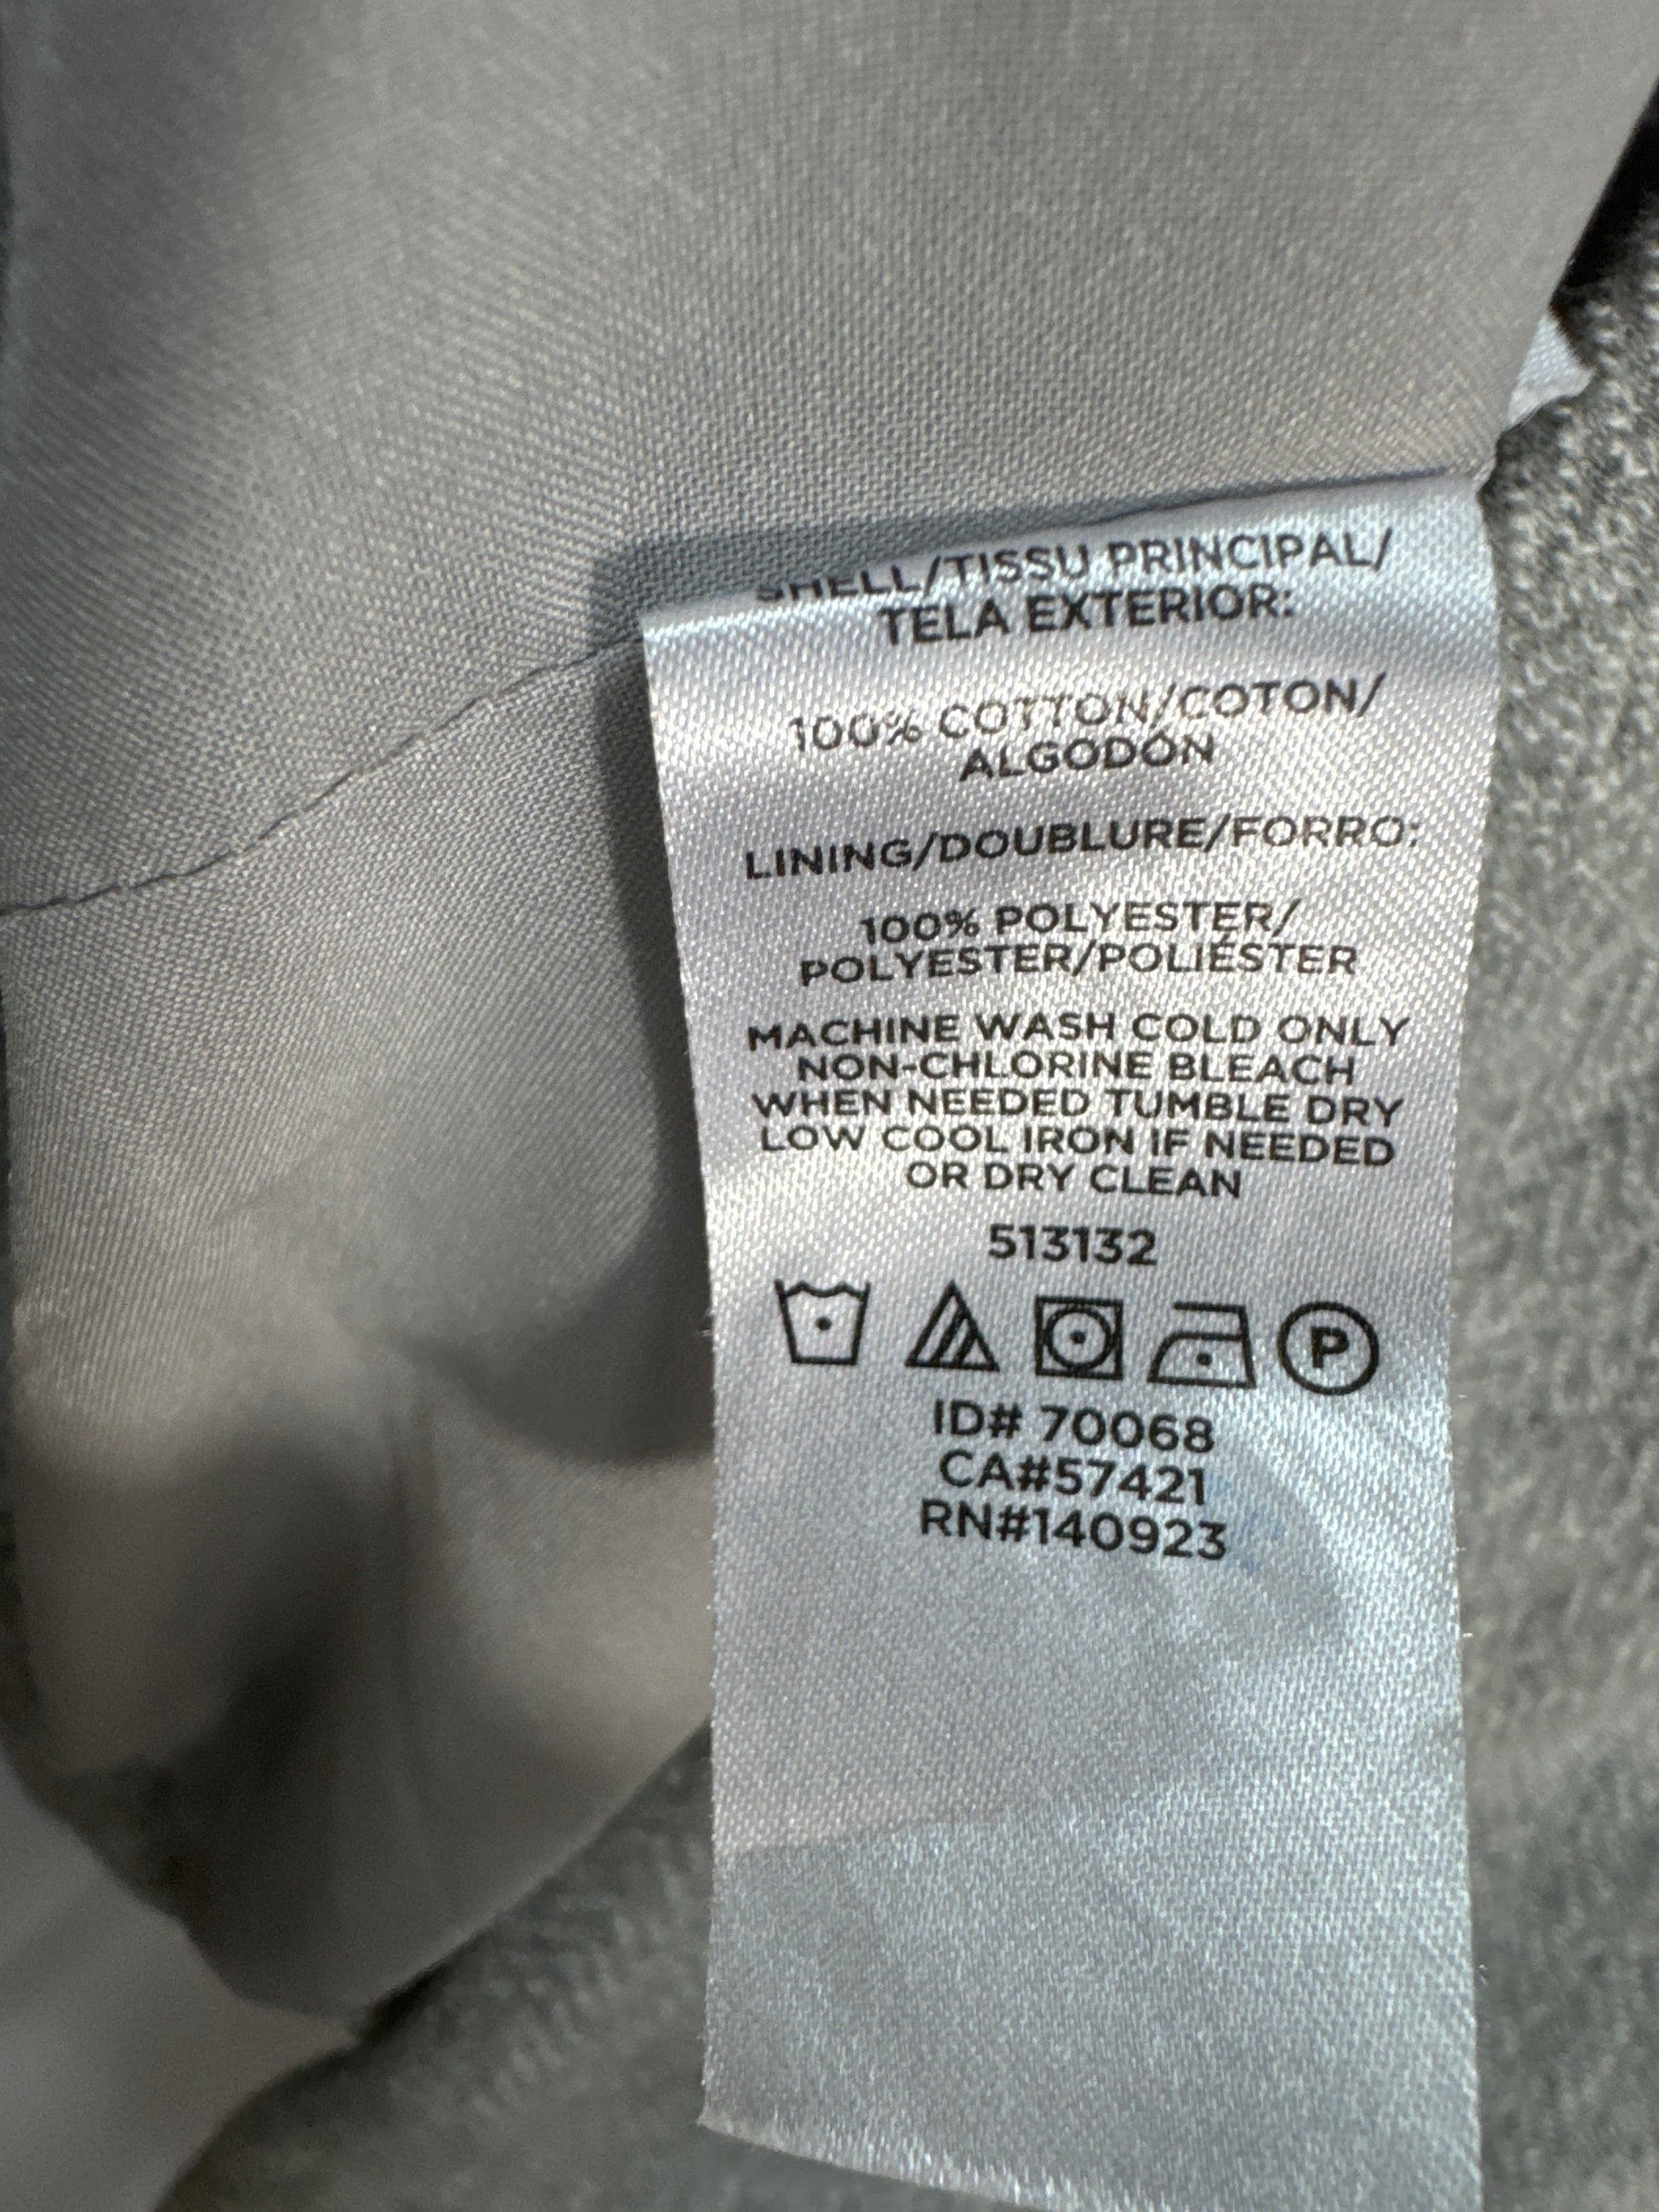 SHELL/TISSU PRINCIPAL/
TELA EXTERIOR:
100% COTTON/COTON/
ALGODÓN
LINING/DOUBLURE/FORRO:
100% POLYESTER/
POLYESTER/POLIÉSTER
MACHINE WASH COLD ONLY
NON-CHLORINE BLEACH
WHEN NEEDED TUMBLE DRY
LOW COOL IRON IF NEEDED
OR DRY CLEAN
513132
P
ID# 70068
CA#57421
RN#140923